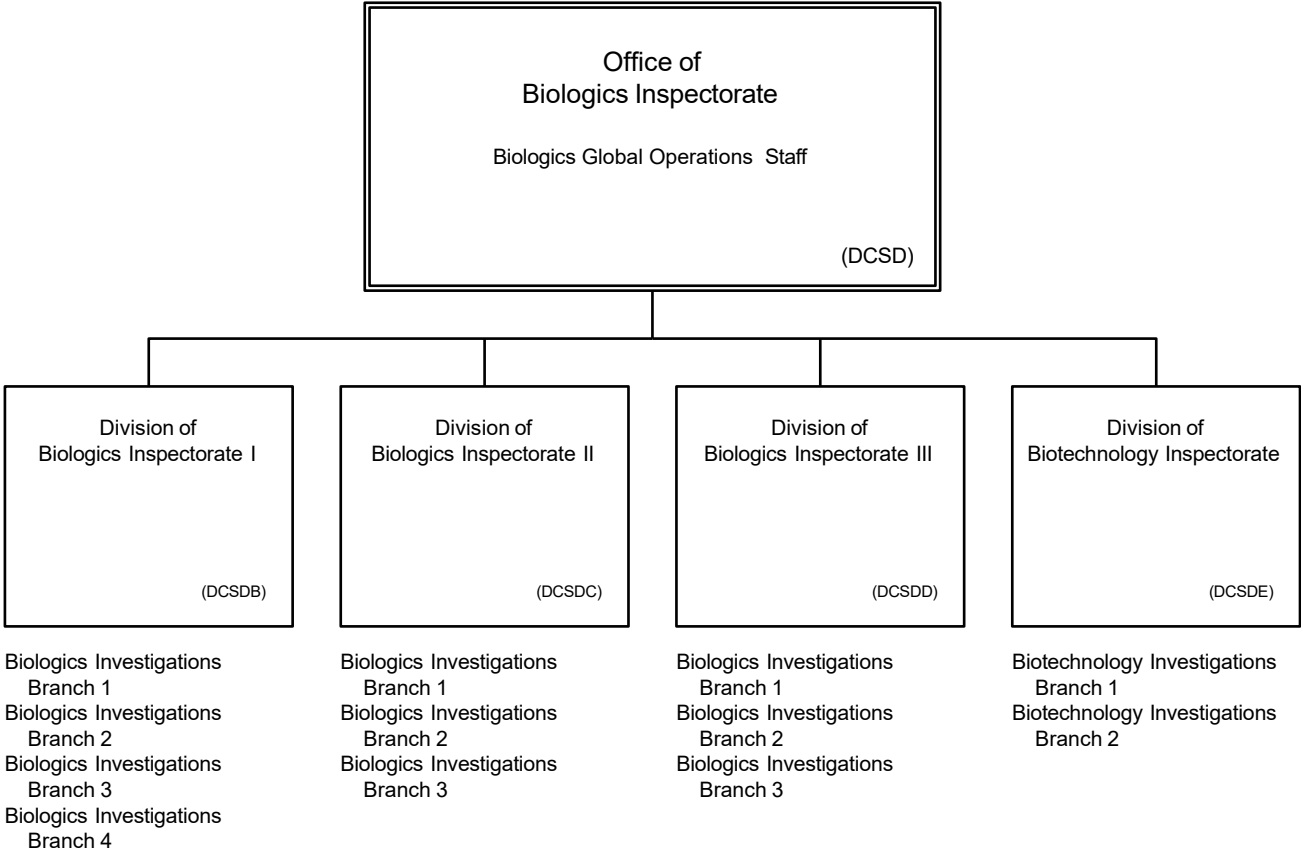 Office of
Biologics Inspectorate
Biologics Global Operations Staff
(DCSD)
Division of
Biologics Inspectorate I
(DCSDB)
Biologics Investigations
Branch 1
Biologics Investigations
Branch 2
Biologics Investigations
Branch 3
Biologics Investigations
Branch 4
Division of
Biologics Inspectorate II
(DCSDC)
Biologics Investigations
Branch 1
Biologics Investigations
Branch 2
Biologics Investigations
Branch 3
Division of
Biologics Inspectorate III
(DCSDD)
Biologics Investigations
Branch 1
Biologics Investigations
Branch 2
Biologics Investigations
Branch 3
Division of
Biotechnology Inspectorate
(DCSDE)
Biotechnology Investigations
Branch 1
Biotechnology Investigations
Branch 2